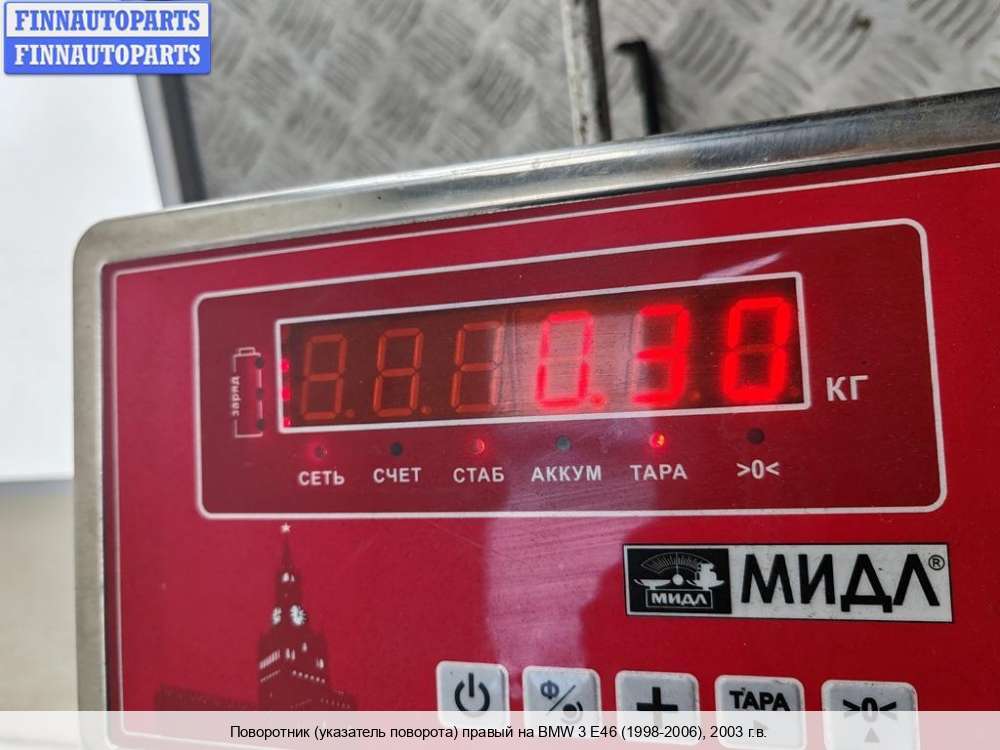 FINNAUTOPARTS
FINNAUTOPARTS
заряд
0.30
КГ
СЕТЬ СЧЕТ СТАБ АККУМ ТАРА >0<
МИДЛ МИДЛ®
Ф
+
ТАРА
>0<
Поворотник (указатель поворота) правый на BMW 3 E46 (1998-2006), 2003 г.в.